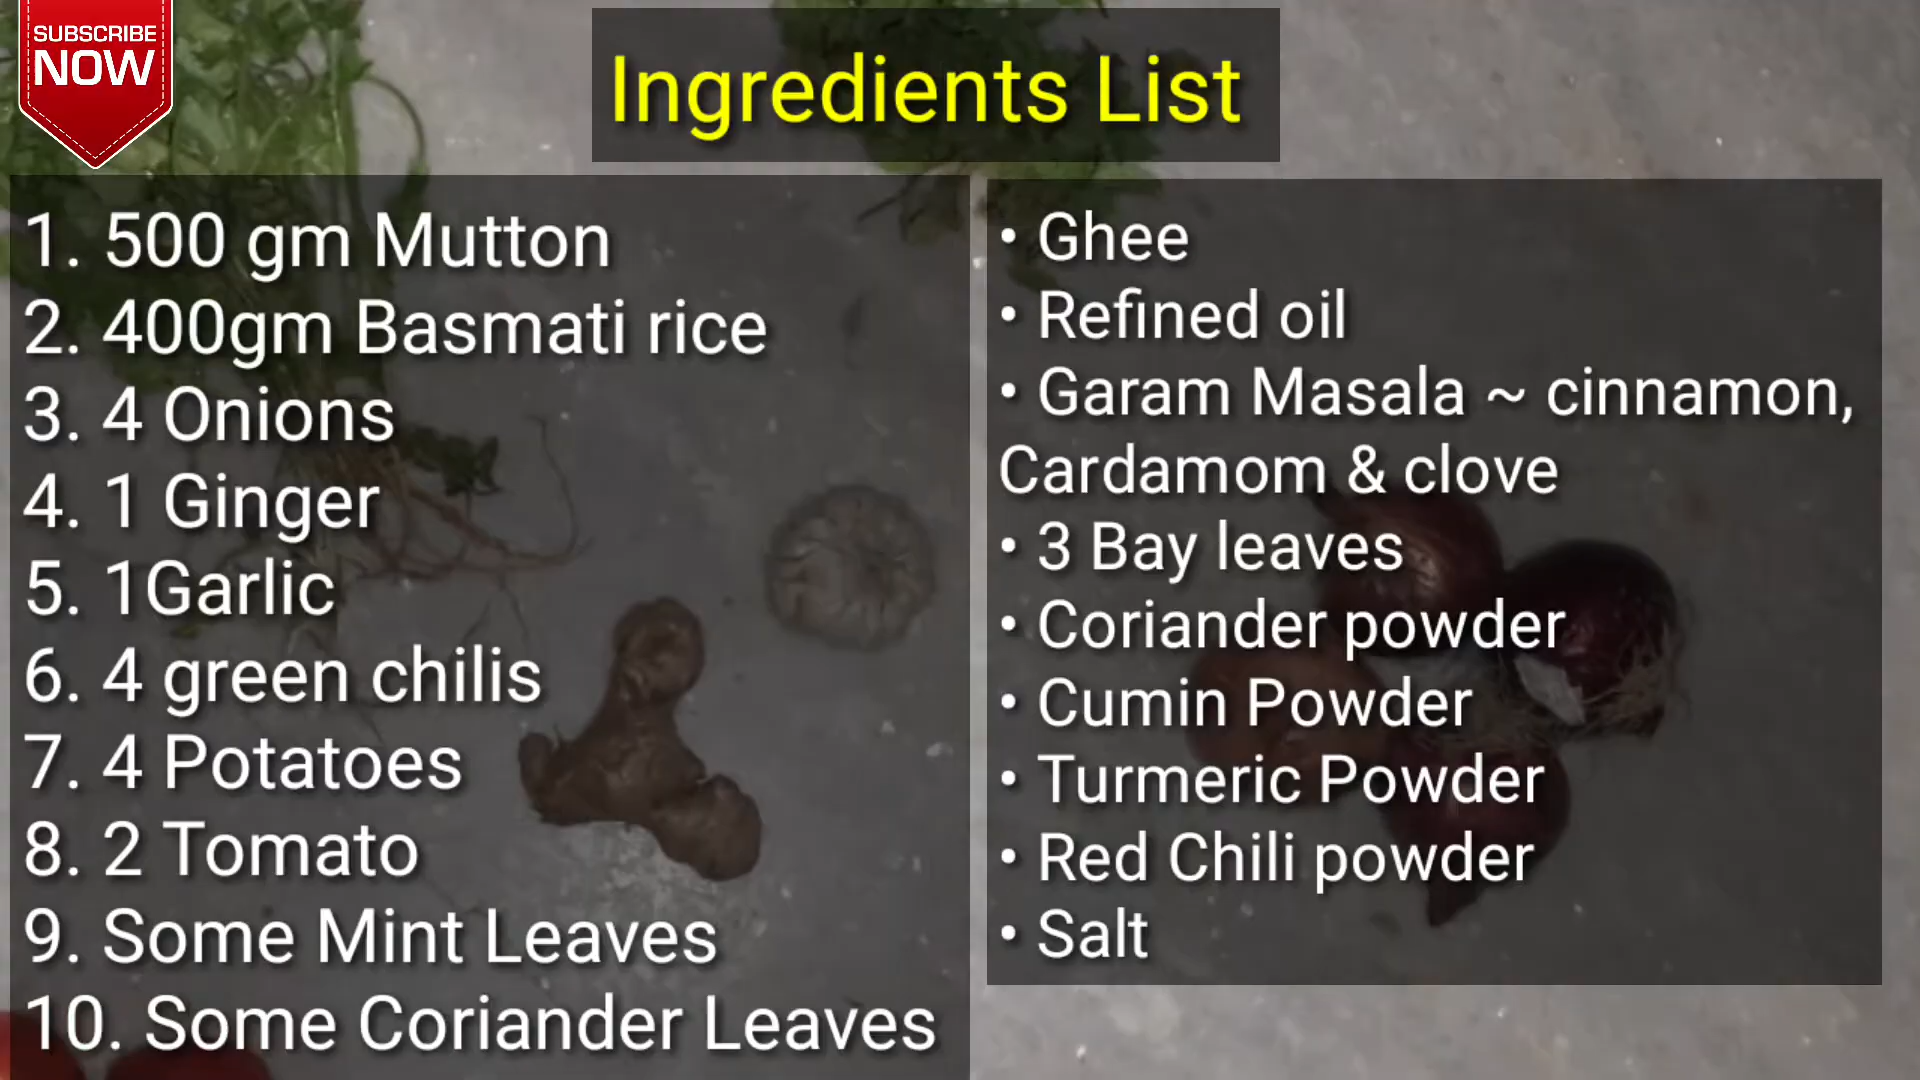 SUBSCRIBE
NOW
Ingredients List
1. 500 gm Mutton
2. 400gm Basmati rice
3. 4 Onions
4. 1 Ginger
5. 1Garlic
6. 4 green chilis
7. 4 Potatoes
8. 2 Tomato
9. Some Mint Leaves
10. Some Coriander Leaves
• Ghee
• Refined oil
• Garam Masala ~ cinnamon,
Cardamom & clove
• 3 Bay leaves
• Coriander powder
• Cumin Powder
• Turmeric Powder
• Red Chili powder
• Salt